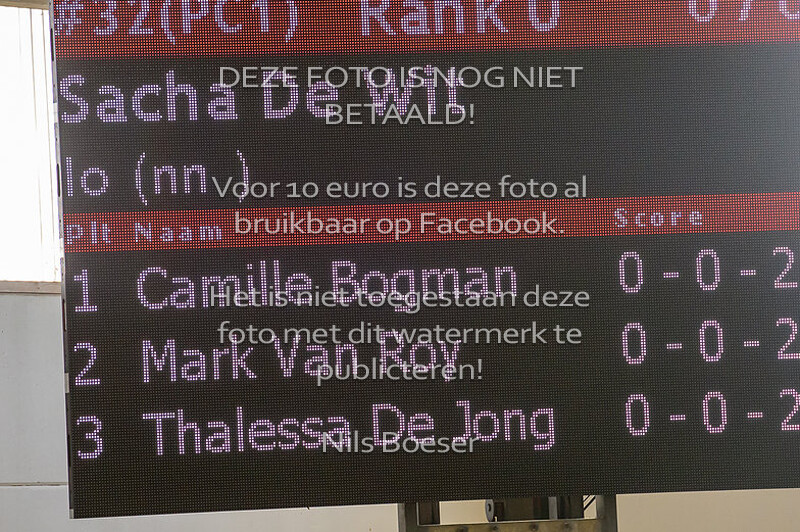 #32(PC1) Rank 0 0/0
Sacha De Wit
lo (nn )
Plt Naam Score
1 Camille Bogman 0-0-2
2 Mark Van Roy 0-0-2
3 Thalessa De Jong 0-0-2
DEZE FOTO IS NOG NIET
BETAALD!
Voor 10 euro is deze foto al
bruikbaar op Facebook.
Het is niet toegestaan deze
foto met dit watermerk te
publiceren!
Nils Boeser